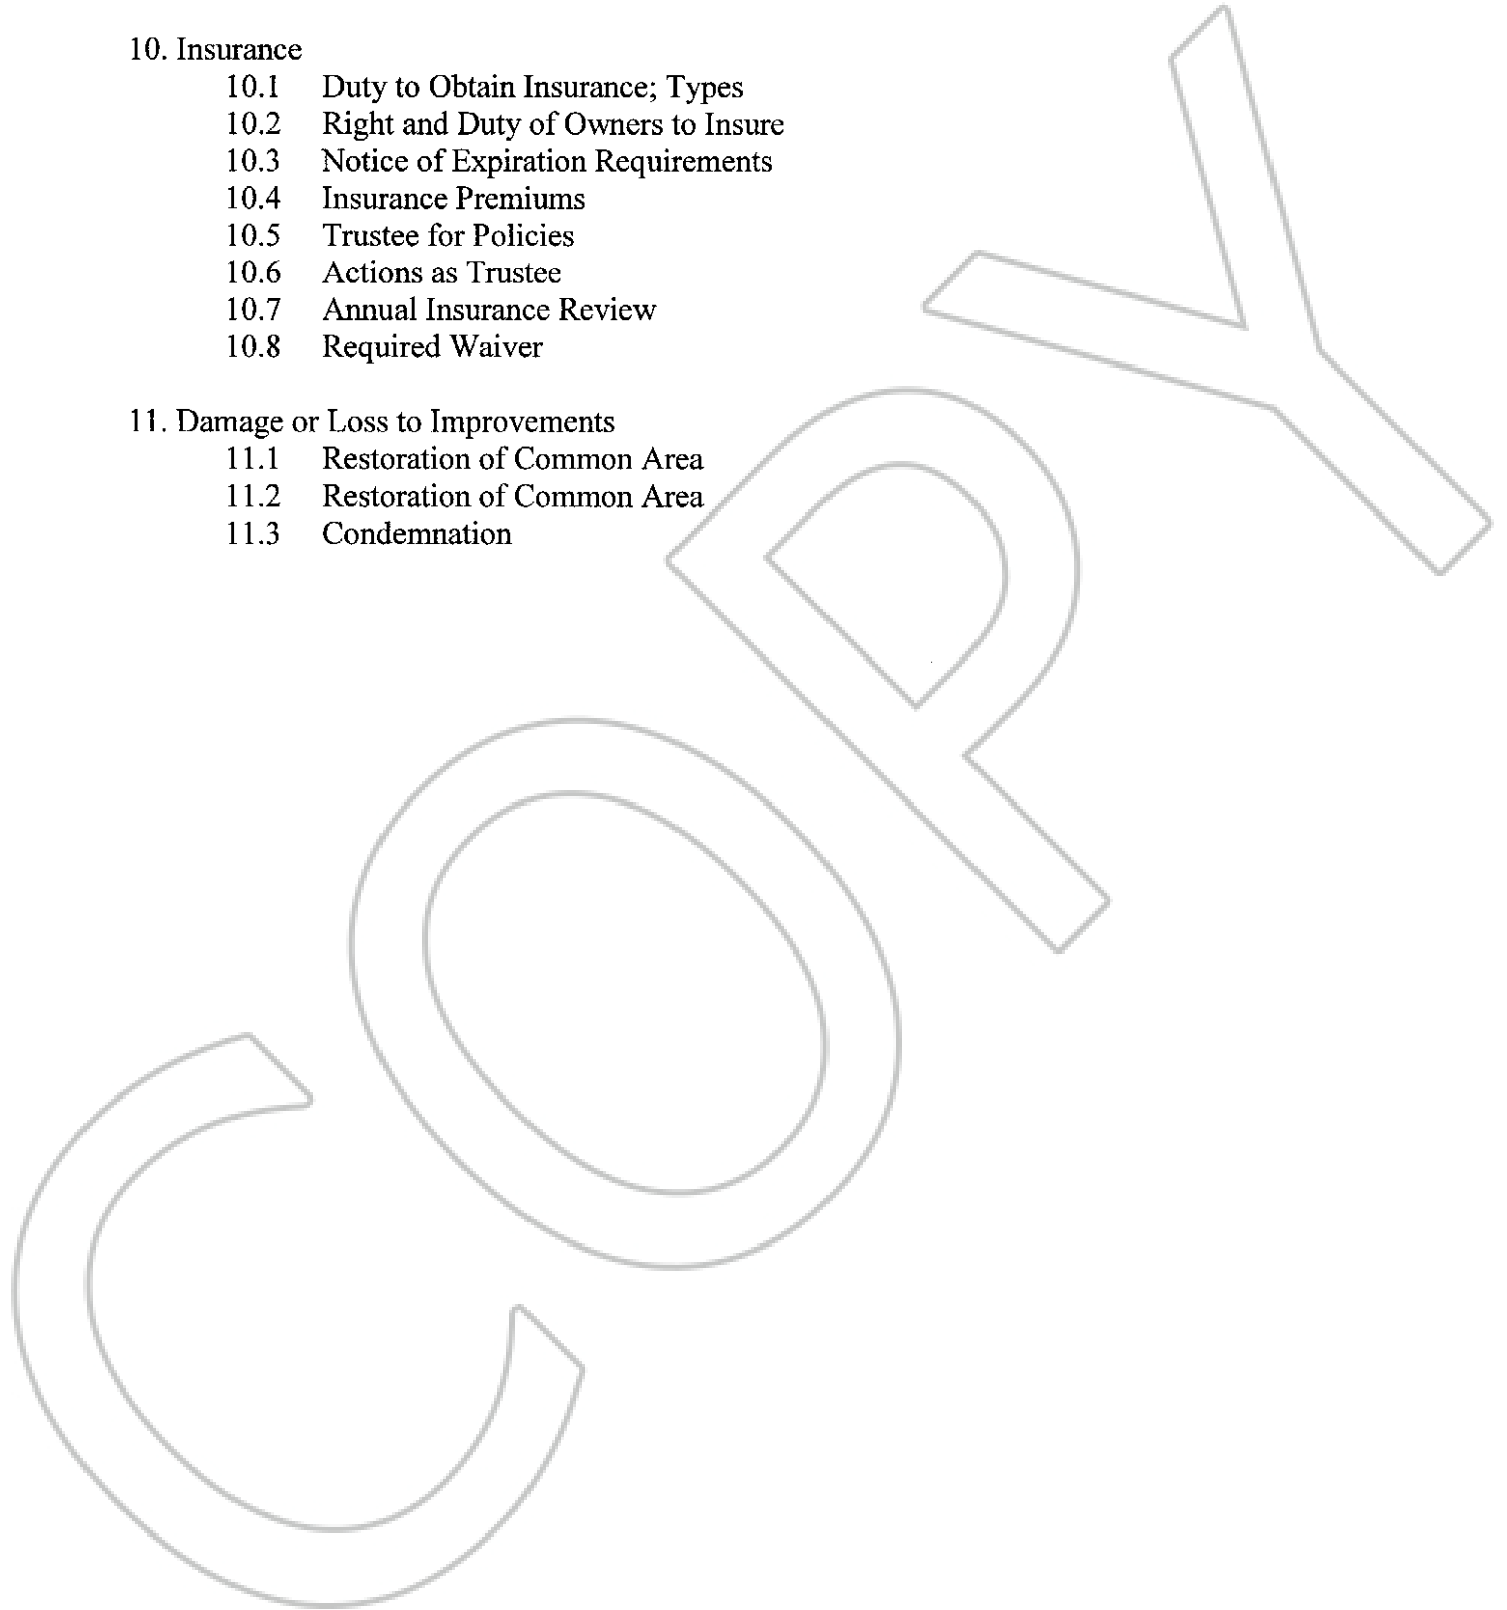 10. Insurance
10.1 Duty to Obtain Insurance; Types
10.2 Right and Duty of Owners to Insure
10.3 Notice of Expiration Requirements
10.4 Insurance Premiums
10.5 Trustee for Policies
10.6 Actions as Trustee
10.7 Annual Insurance Review
10.8 Required Waiver
11. Damage or Loss to Improvements
11.1 Restoration of Common Area
11.2 Restoration of Common Area
11.3 Condemnation
COPY